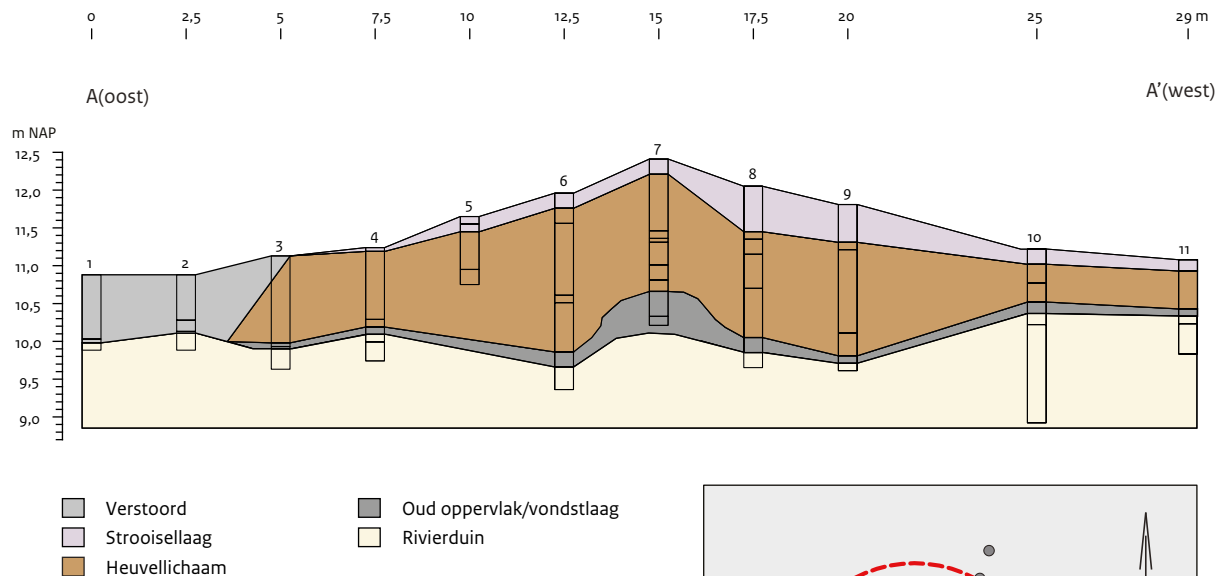 0 2,5 5 7,5 10 12,5 15 17,5 20 25 29 m
A(oost) A’(west)
m NAP
12,5
12,0
11,5
11,0
10,5
10,0
9,5
9,0
1 2 3 4 5 6 7 8 9 10 11
Verstoord
Strooisellaag
Heuvellichaam
Oud oppervlak/vondstlaag
Rivierduin